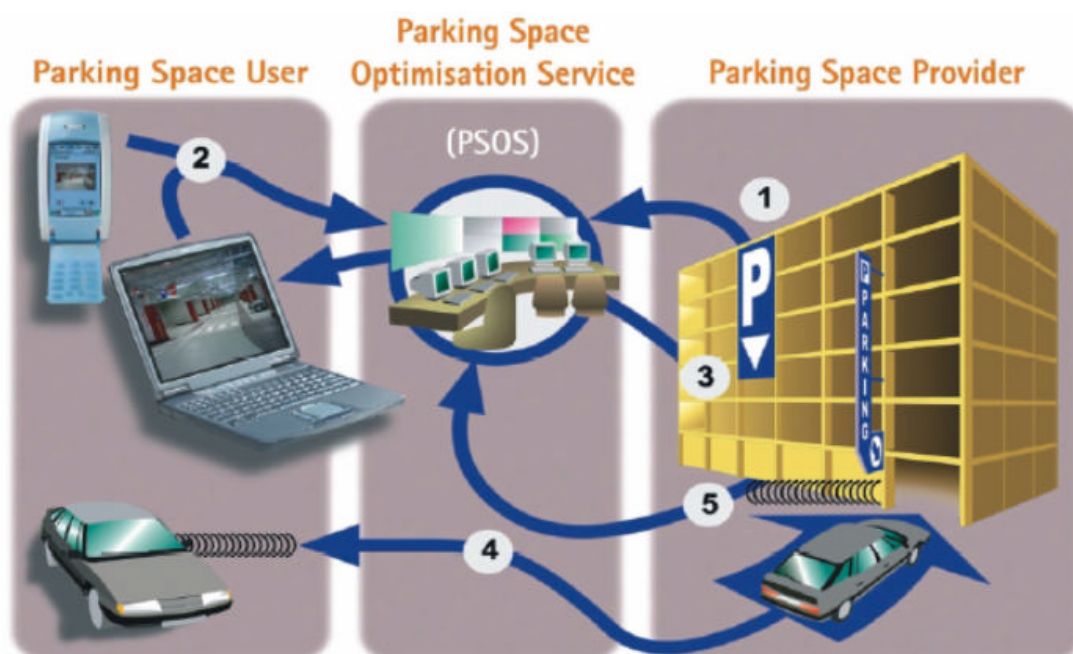 Parking Space User
Parking Space
Optimisation Service
Parking Space Provider
(PSOS)
1
2
3
4
5
P
P PARKING